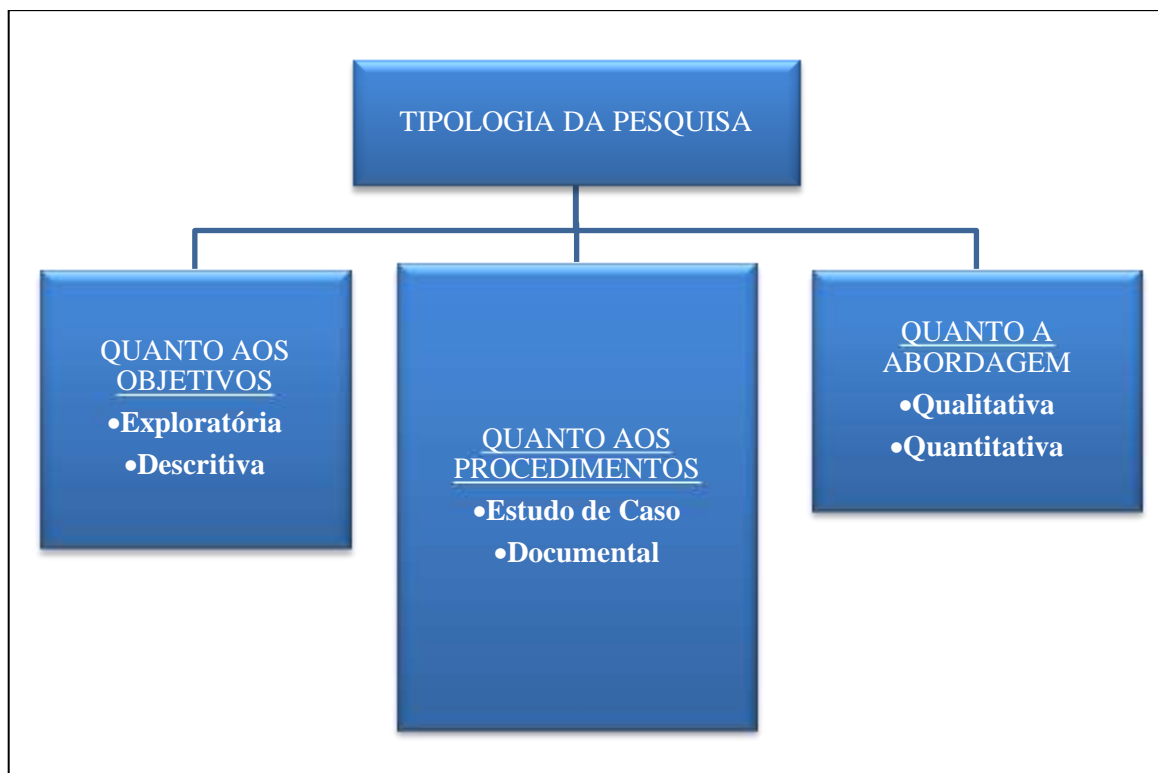 TIPOLOGIA DA PESQUISA
QUANTO AOS
OBJETIVOS
•Exploratória
•Descritiva
QUANTO AOS
PROCEDIMENTOS
•Estudo de Caso
•Documental
QUANTO A
ABORDAGEM
•Qualitativa
•Quantitativa